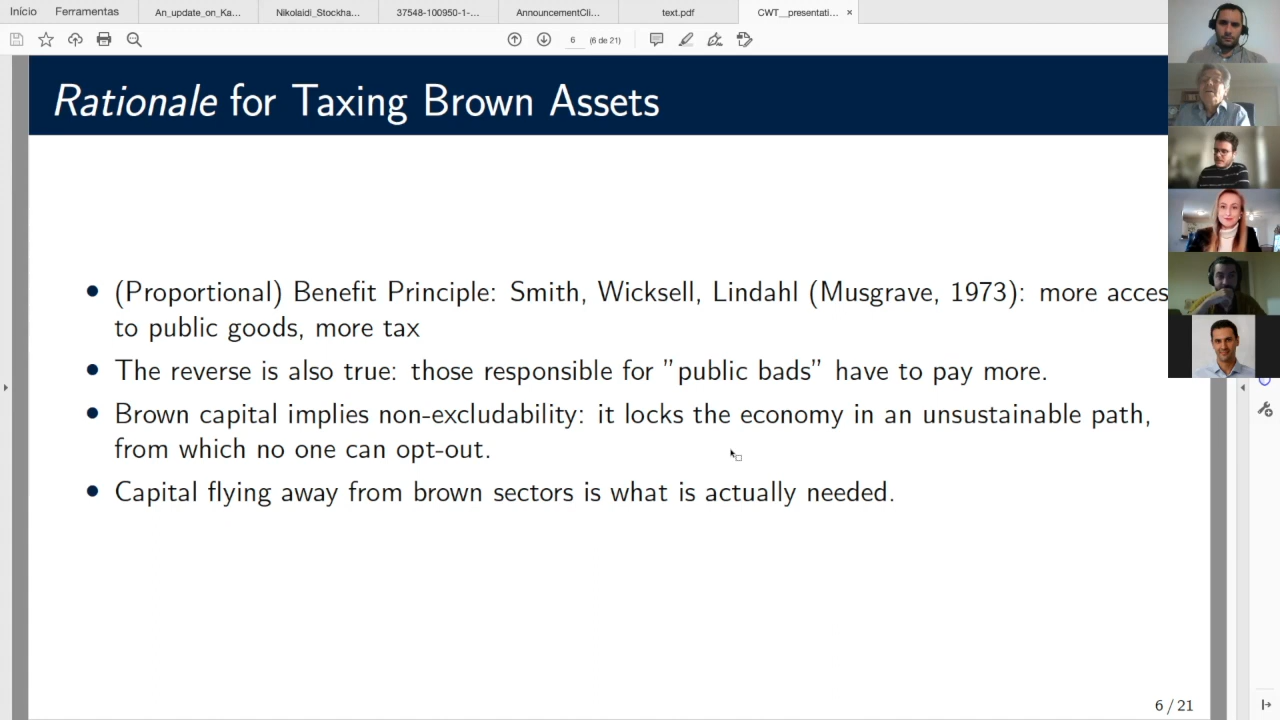 Início Ferramentas An_update_on_Ka... Nikolaidi_Stockha... 37548-100950-1-... AnnouncementCli... text.pdf CWT__presentati... ×
6 (6 de 21)
Rationale for Taxing Brown Assets
• (Proportional) Benefit Principle: Smith, Wicksell, Lindahl (Musgrave, 1973): more acces
to public goods, more tax
• The reverse is also true: those responsible for "public bads" have to pay more.
• Brown capital implies non-excludability: it locks the economy in an unsustainable path,
from which no one can opt-out.
• Capital flying away from brown sectors is what is actually needed.
6 / 21